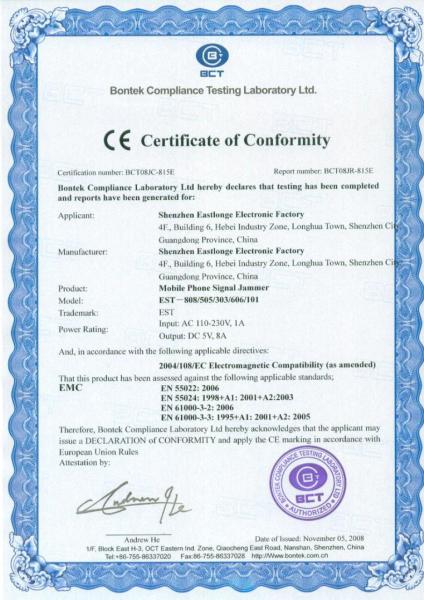 BCT
Bontek Compliance Testing Laboratory Ltd.
CE Certificate of Conformity
Certification number: BCT08JC-815E Report number: BCT08JR-815E
Bontek Compliance Laboratory Ltd hereby declares that testing has been completed
and reports have been generated for:
Applicant: Shenzhen Eastlonge Electronic Factory
4F., Building 6, Hebei Industry Zone, Longhua Town, Shenzhen City
Guangdong Province, China
Manufacturer: Shenzhen Eastlonge Electronic Factory
4F., Building 6, Hebei Industry Zone, Longhua Town, Shenzhen City
Guangdong Province, China
Product: Mobile Phone Signal Jammer
Model: EST－808/505/303/606/101
Trademark: EST
Power Rating: Input: AC 110-230V, 1A
Output: DC 5V, 8A
And, in accordance with the following applicable directives:
2004/108/EC Electromagnetic Compatibility (as amended)
That this product has been assessed against the following applicable standards;
EMC EN 55022: 2006
EN 55024: 1998+A1: 2001+A2:2003
EN 61000-3-2: 2006
EN 61000-3-3: 1995+A1: 2001+A2: 2005
Therefore, Bontek Compliance Laboratory Ltd hereby acknowledges that the applicant may
issue a DECLARATION of CONFORMITY and apply the CE marking in accordance with
European Union Rules
Attestation by:
BONTEK COMPLIANCE TESTING LABORATORY LTD
BCT
AUTHORIZED
Andrew He
Andrew He Date of Issued: November 05, 2008
1/F, Block East H-3, OCT Eastern Ind. Zone, Qiaocheng East Road, Nanshan, Shenzhen, China
Tel:+86-755-86337020 Fax:86-755-86337028 http://Www.bontek.com.cn